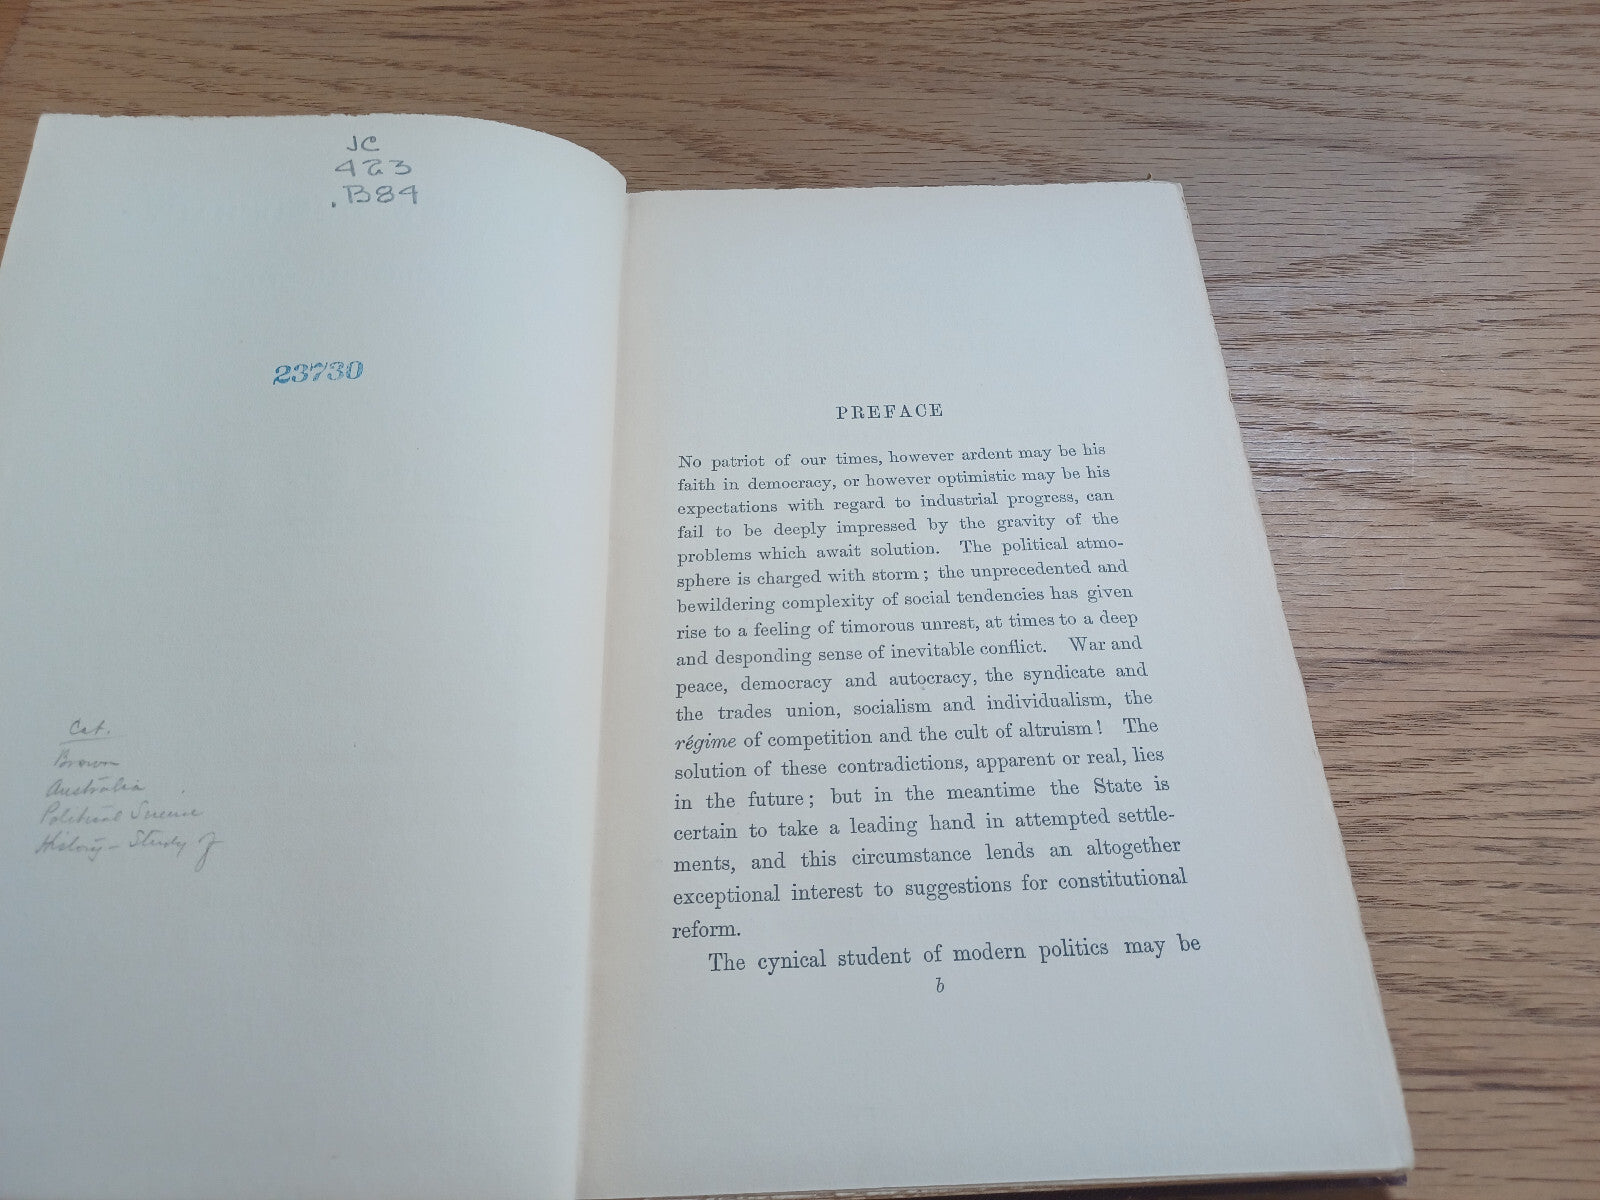 JC
423
.B84
23730
Cat.
Brown
Australia
Political Science
History - Study of
PREFACE
No patriot of our times, however ardent may be his
faith in democracy, or however optimistic may be his
expectations with regard to industrial progress, can
fail to be deeply impressed by the gravity of the
problems which await solution. The political atmo-
sphere is charged with storm; the unprecedented and
bewildering complexity of social tendencies has given
rise to a feeling of timorous unrest, at times to a deep
and desponding sense of inevitable conflict. War and
peace, democracy and autocracy, the syndicate and
the trades union, socialism and individualism, the
régime of competition and the cult of altruism! The
solution of these contradictions, apparent or real, lies
in the future; but in the meantime the State is
certain to take a leading hand in attempted settle-
ments, and this circumstance lends an altogether
exceptional interest to suggestions for constitutional
reform.
The cynical student of modern politics may be
b